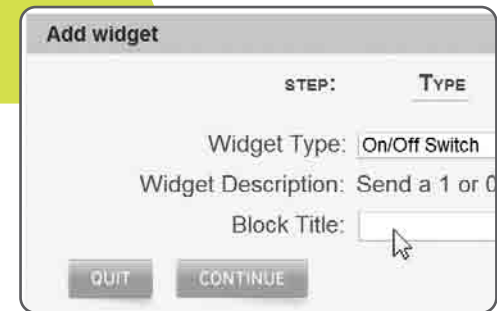 Add widget
STEP: TYPE
Widget Type: On/Off Switch
Widget Description: Send a 1 or 0
Block Title:
QUIT CONTINUE